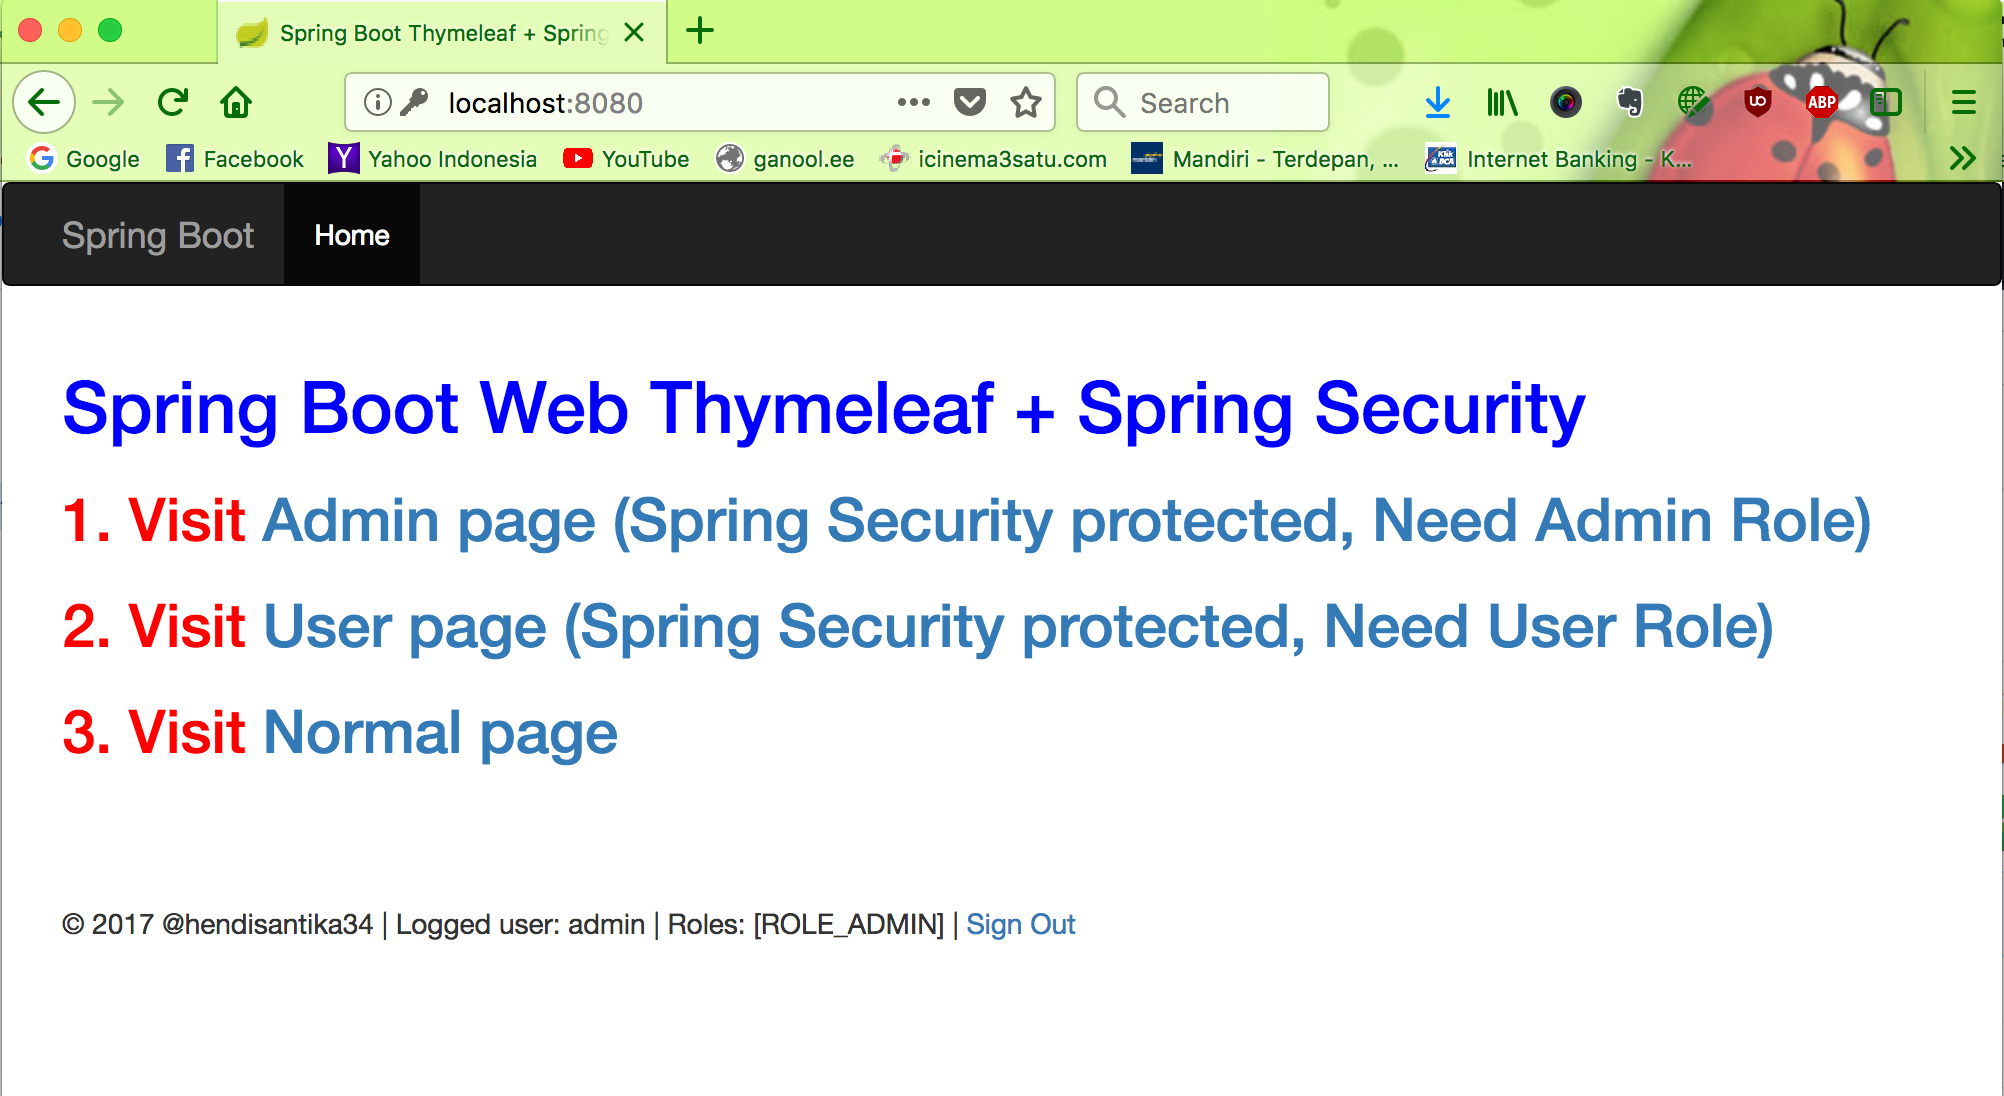 Spring Boot Thymeleaf + Spring
localhost:8080
Search
ABP
Google Facebook Yahoo Indonesia YouTube ganool.ee icinema3satu.com Mandiri - Terdepan, ... Internet Banking - K...
Spring Boot Home
Spring Boot Web Thymeleaf + Spring Security
1. Visit Admin page (Spring Security protected, Need Admin Role)
2. Visit User page (Spring Security protected, Need User Role)
3. Visit Normal page
© 2017 @hendisantika34 | Logged user: admin | Roles: [ROLE_ADMIN] | Sign Out